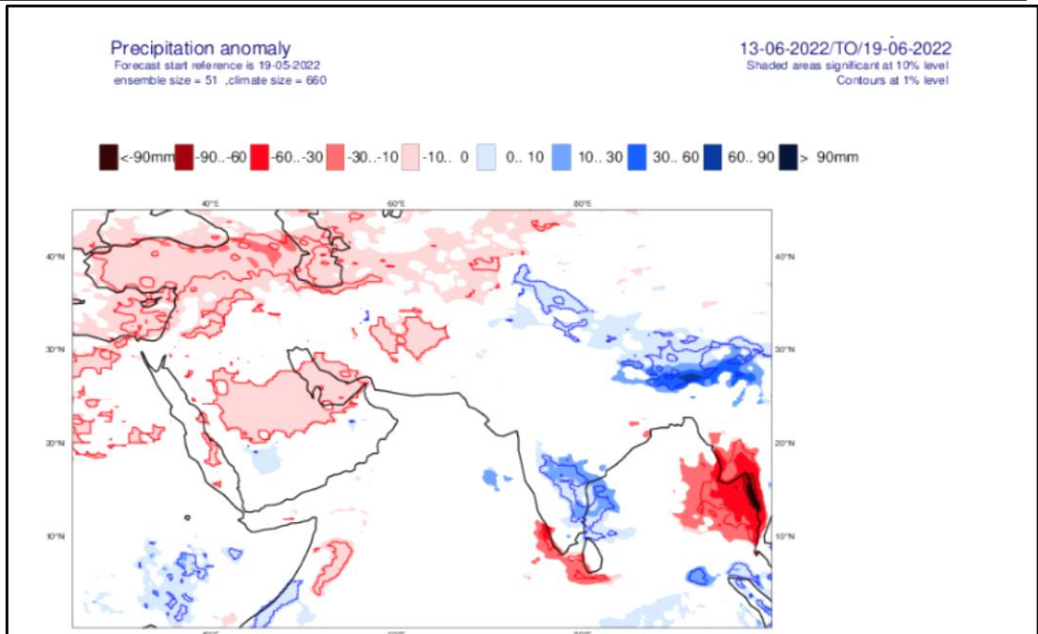 Precipitation anomaly
Forecast start reference is 19-05-2022
ensemble size = 51 ,climate size = 660
13-06-2022/TO/19-06-2022
Shaded areas significant at 10% level
Contours at 1% level
<-90mm -90..-60 -60..-30 -30..-10 -10.. 0 0.. 10 10.. 30 30.. 60 60.. 90 > 90mm
40°E 60°E 80°E
40°N 40°N
30°N 30°N
20°N 20°N
10°N 10°N